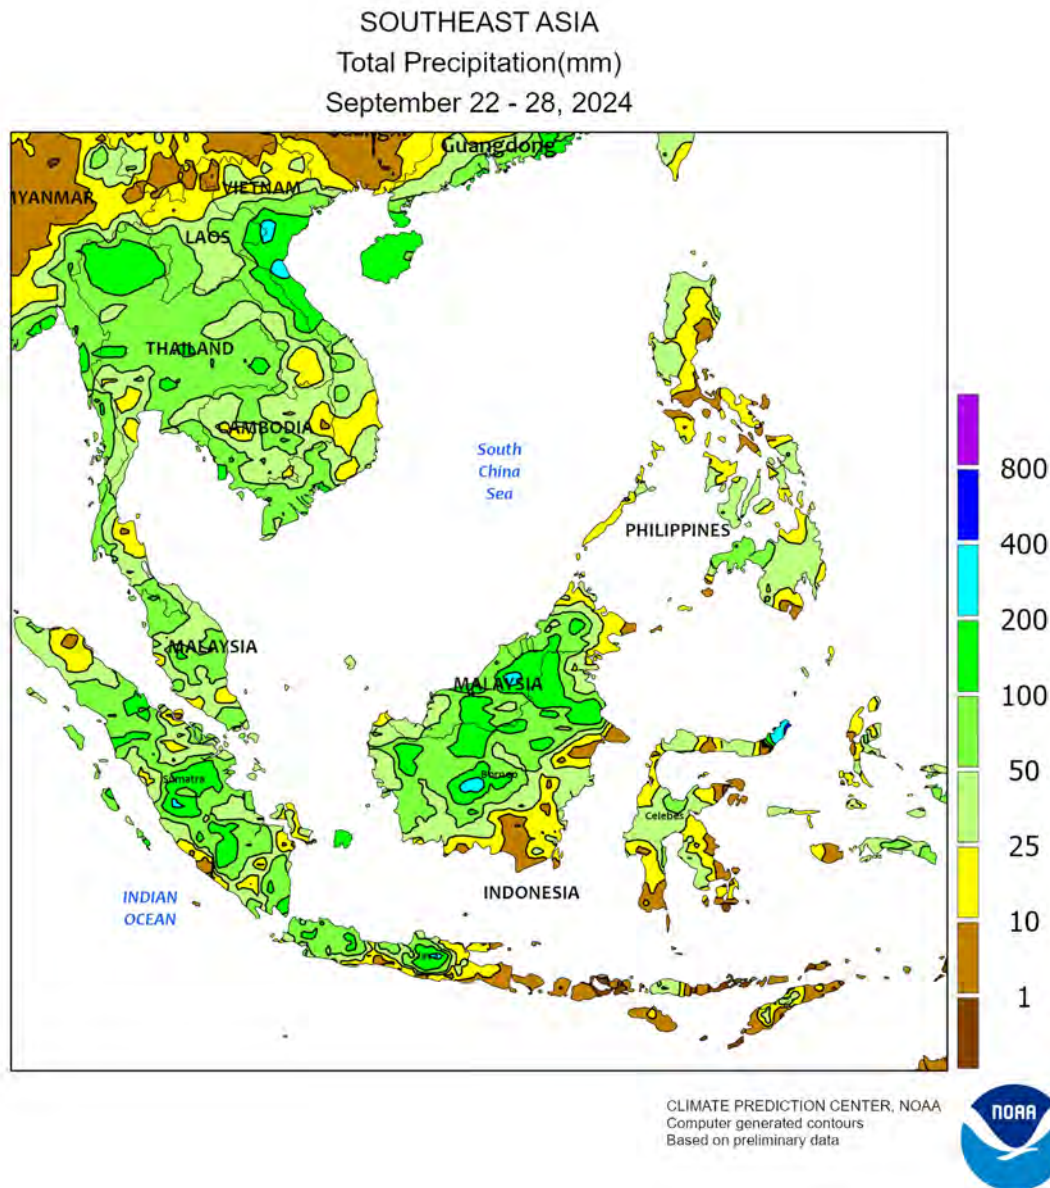 SOUTHEAST ASIA
Total Precipitation(mm)
September 22 - 28, 2024
Guangdong
VIETNAM
LAOS
THAILAND
CAMBODIA
South
China
Sea
PHILIPPINES
MALAYSIA
MALAYSIA
Sumatra
Borneo
Celebes
INDONESIA
INDIAN
OCEAN
800
400
200
100
50
25
10
1
CLIMATE PREDICTION CENTER, NOAA
Computer generated contours
Based on preliminary data
NOAA